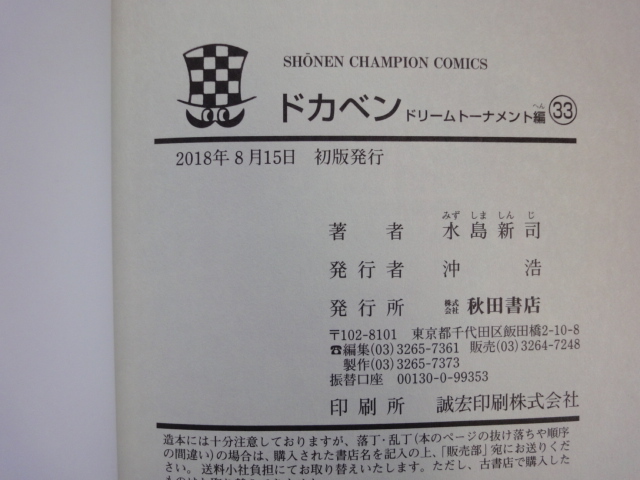 SHŌNEN CHAMPION COMICS
ドカベン ドリームトーナメント編 へん ㉝
2018年8月15日 初版発行
みず しま しん じ
著者 水島新司
発行者 沖浩
発行所 株式会社 秋田書店
〒102-8101 東京都千代田区飯田橋2-10-8
☎編集(03)3265-7361 販売(03)3264-7248
製作(03)3265-7373
振替口座 00130-0-99353
印刷所 誠宏印刷株式会社
造本には十分注意しておりますが、落丁・乱丁(本のページの抜け落ちや順序
の間違い)の場合は、購入された書店名を記入の上、「販売部」宛にお送りくだ
さい。送料小社負担にてお取り替えいたします。ただし、古書店で購入した